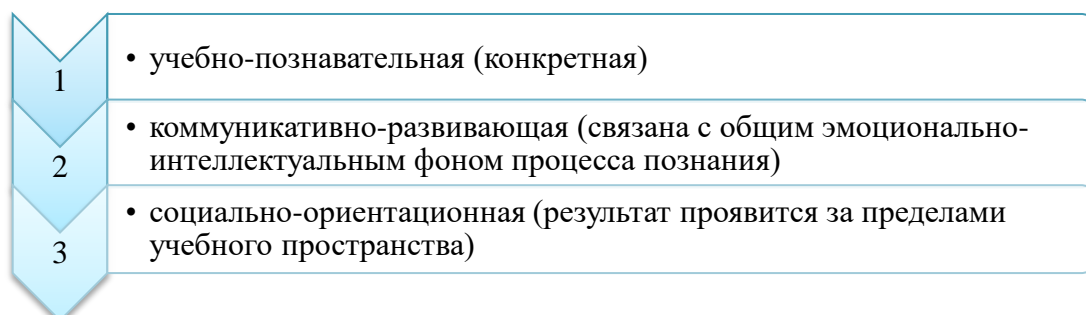 1
• учебно-познавательная (конкретная)
2
• коммуникативно-развивающая (связана с общим эмоционально-
интеллектуальным фоном процесса познания)
3
• социально-ориентационная (результат проявится за пределами
учебного пространства)